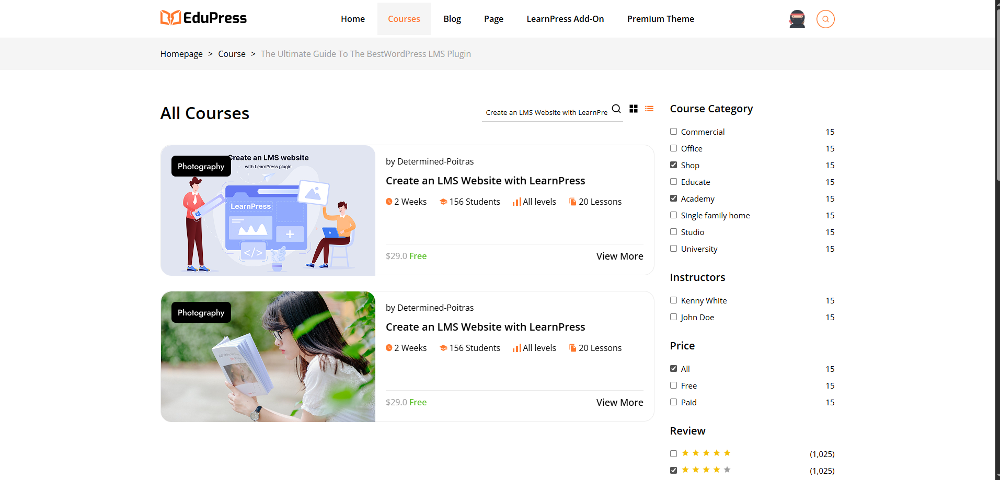 EduPress
Home
Courses
Blog
Page
LearnPress Add-On
Premium Theme
Homepage > Course > The Ultimate Guide To The BestWordPress LMS Plugin
All Courses
Create an LMS Website with LearnPre
Photography
Create an LMS website
with LearnPress plugin
LearnPress
</>
by Determined-Poitras
Create an LMS Website with LearnPress
2 Weeks
156 Students
All levels
20 Lessons
$29.0 Free
View More
Photography
by Determined-Poitras
Create an LMS Website with LearnPress
2 Weeks
156 Students
All levels
20 Lessons
$29.0 Free
View More
Course Category
Commercial 15
Office 15
Shop 15
Educate 15
Academy 15
Single family home 15
Studio 15
University 15
Instructors
Kenny White 15
John Doe 15
Price
All 15
Free 15
Paid 15
Review
(1,025)
(1,025)